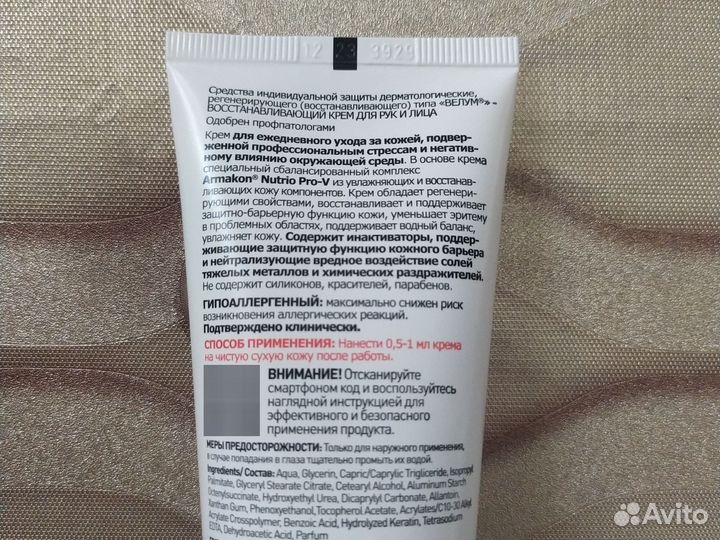 12 23 3929
Средства индивидуальной защиты дерматологические,
регенерирующего (восстанавливающего) типа «ВЕЛУМ®» -
ВОССТАНАВЛИВАЮЩИЙ КРЕМ ДЛЯ РУК И ЛИЦА
Одобрен профпатологами
Крем для ежедневного ухода за кожей, подвер-
женной профессиональным стрессам и негатив-
ному влиянию окружающей среды. В основе крема
специальный сбалансированный комплекс
Armakon® Nutrio Pro-V из увлажняющих и восстанав-
ливающих кожу компонентов. Крем обладает регенери-
рующими свойствами, восстанавливает и поддерживает
защитно-барьерную функцию кожи, уменьшает эритему
в проблемных областях, поддерживает водный баланс,
увлажняет кожу. Содержит инактиваторы, поддер-
живающие защитную функцию кожного барьера
и нейтрализующие вредное воздействие солей
тяжелых металлов и химических раздражителей.
Не содержит силиконов, красителей, парабенов.
ГИПОАЛЛЕРГЕННЫЙ: максимально снижен риск
возникновения аллергических реакций.
Подтверждено клинически.
СПОСОБ ПРИМЕНЕНИЯ: Нанести 0,5-1 мл крема
на чистую сухую кожу после работы.
ВНИМАНИЕ! Отсканируйте
смартфоном код и воспользуйтесь
наглядной инструкцией для
эффективного и безопасного
применения продукта.
МЕРЫ ПРЕДОСТОРОЖНОСТИ: Только для наружного применения,
в случае попадания в глаза тщательно промыть их водой.
Ingredients/ Состав: Aqua, Glycerin, Capric/Caprylic Trigliceride, Isopropyl
Palmitate, Glyceryl Stearate Citrate, Cetearyl Alcohol, Aluminum Starch
Octenylsuccinate, Hydroxyethyl Urea, Dicaprylyl Carbonate, Allantoin,
Xanthan Gum, Phenoxyethanol,Tocopherol Acetate, Acrylates/C10-30 Alkyl
Acrylate Crosspolymer, Benzoic Acid, Hydrolyzed Keratin, Tetrasodium
EDTA, Dehydroacetic Acid, Parfum
Avito